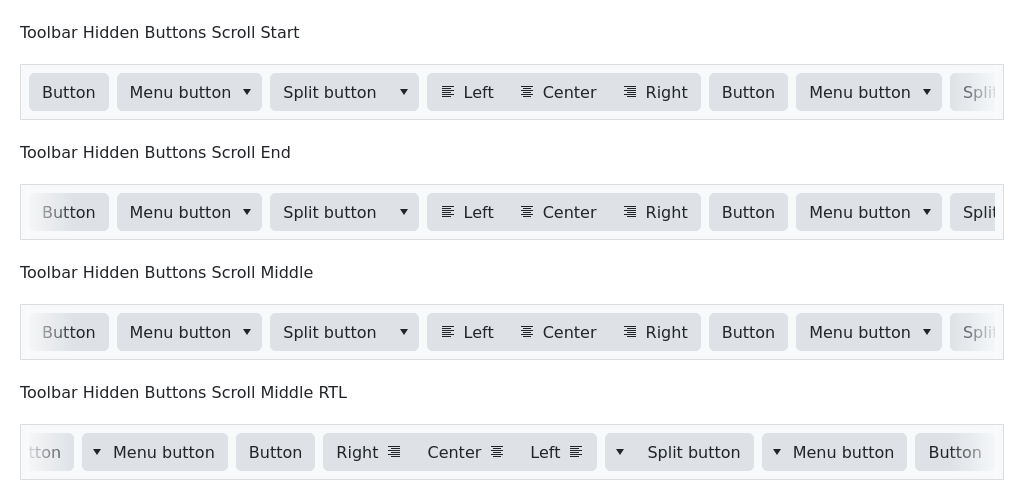 Toolbar Hidden Buttons Scroll Start
Button Menu button Split button Left Center Right Button Menu button Split
Toolbar Hidden Buttons Scroll End
Button Menu button Split button Left Center Right Button Menu button Split
Toolbar Hidden Buttons Scroll Middle
Button Menu button Split button Left Center Right Button Menu button Split
Toolbar Hidden Buttons Scroll Middle RTL
tton Menu button Button Right Center Left Split button Menu button Button